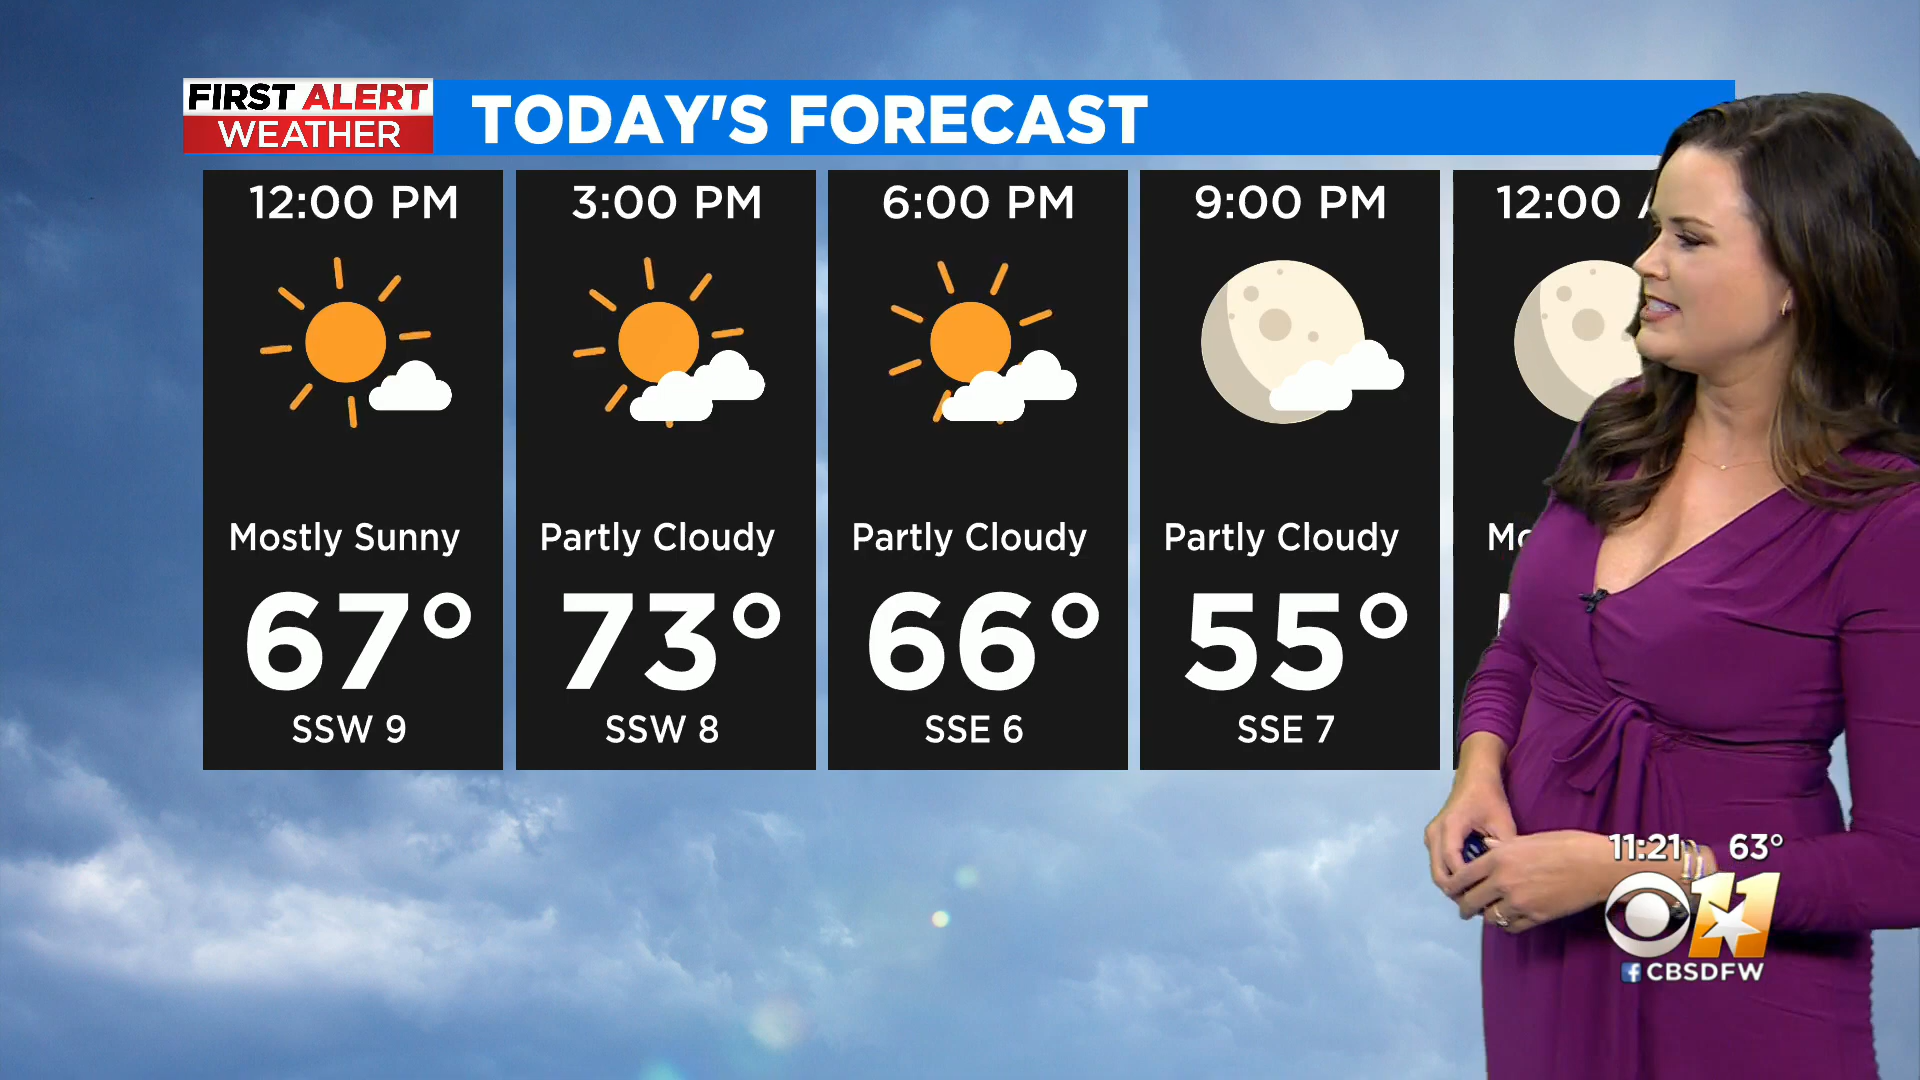 FIRST ALERT
WEATHER
TODAY'S FORECAST
12:00 PM
Mostly Sunny
67°
SSW 9
3:00 PM
Partly Cloudy
73°
SSW 8
6:00 PM
Partly Cloudy
66°
SSE 6
9:00 PM
Partly Cloudy
55°
SSE 7
12:00
11:21 63°
11
CBSDFW